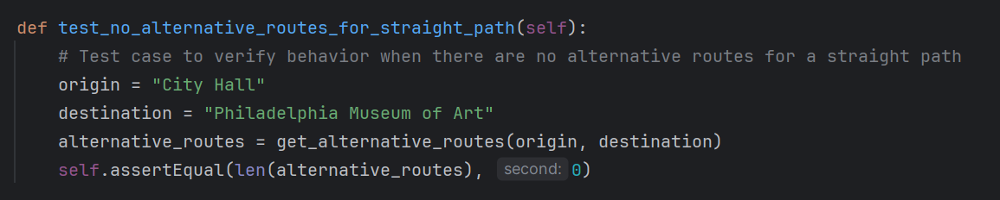 def test_no_alternative_routes_for_straight_path(self):
    # Test case to verify behavior when there are no alternative routes for a straight path
    origin = "City Hall"
    destination = "Philadelphia Museum of Art"
    alternative_routes = get_alternative_routes(origin, destination)
    self.assertEqual(len(alternative_routes), second: 0)